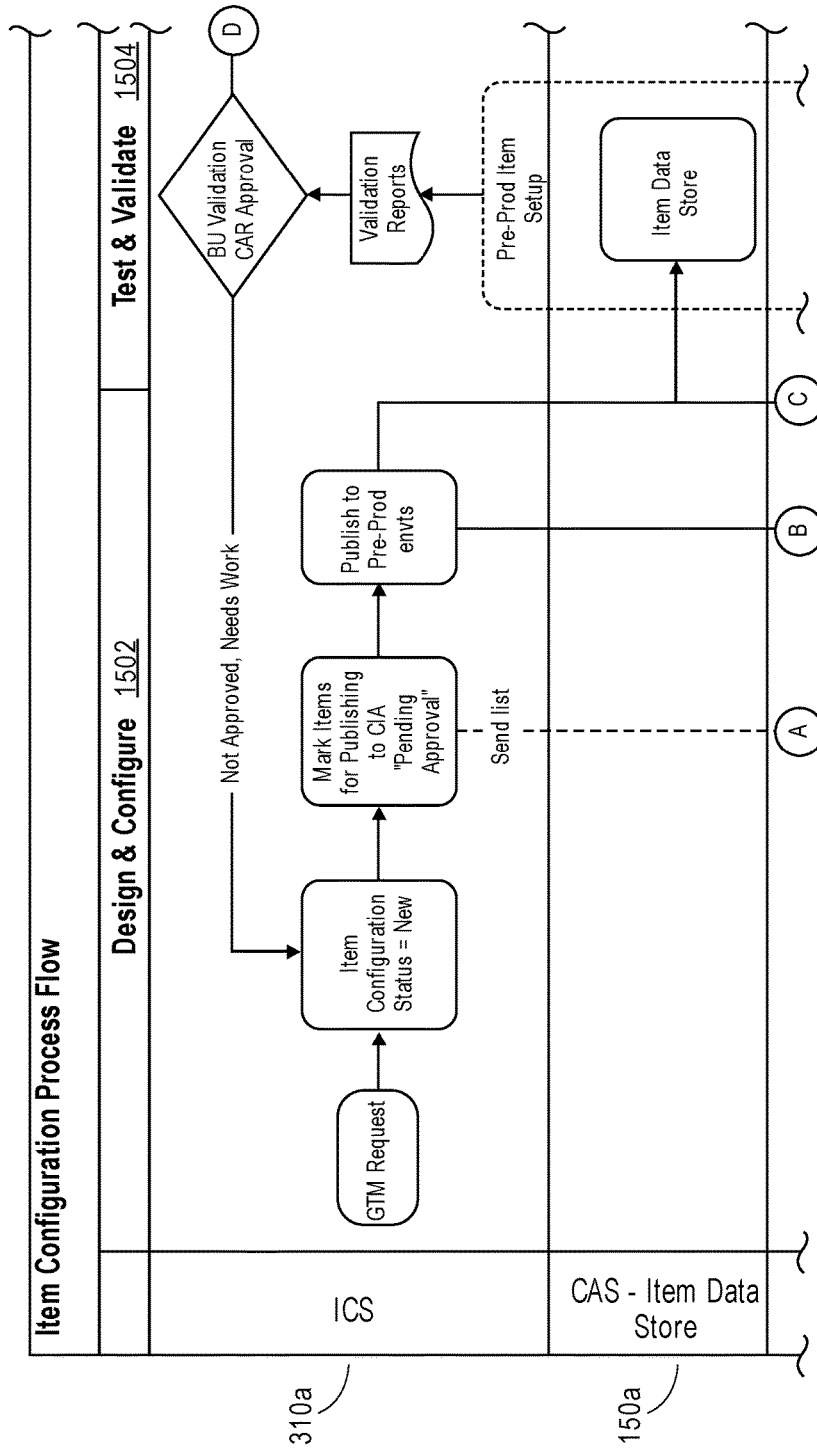 Item Configuration Process Flow
Design & Configure 1502
Test & Validate 1504
310a
ICS
GTM Request
Item
Configuration
Status = New
Mark Items
for Publishing
to CIA
"Pending
Approval"
Publish to
Pre-Prod
envts
Not Approved, Needs Work
BU Validation
CAR Approval
D
Validation
Reports
Pre-Prod Item
Setup
Send list
150a
CAS - Item Data
Store
Item Data
Store
A
B
C